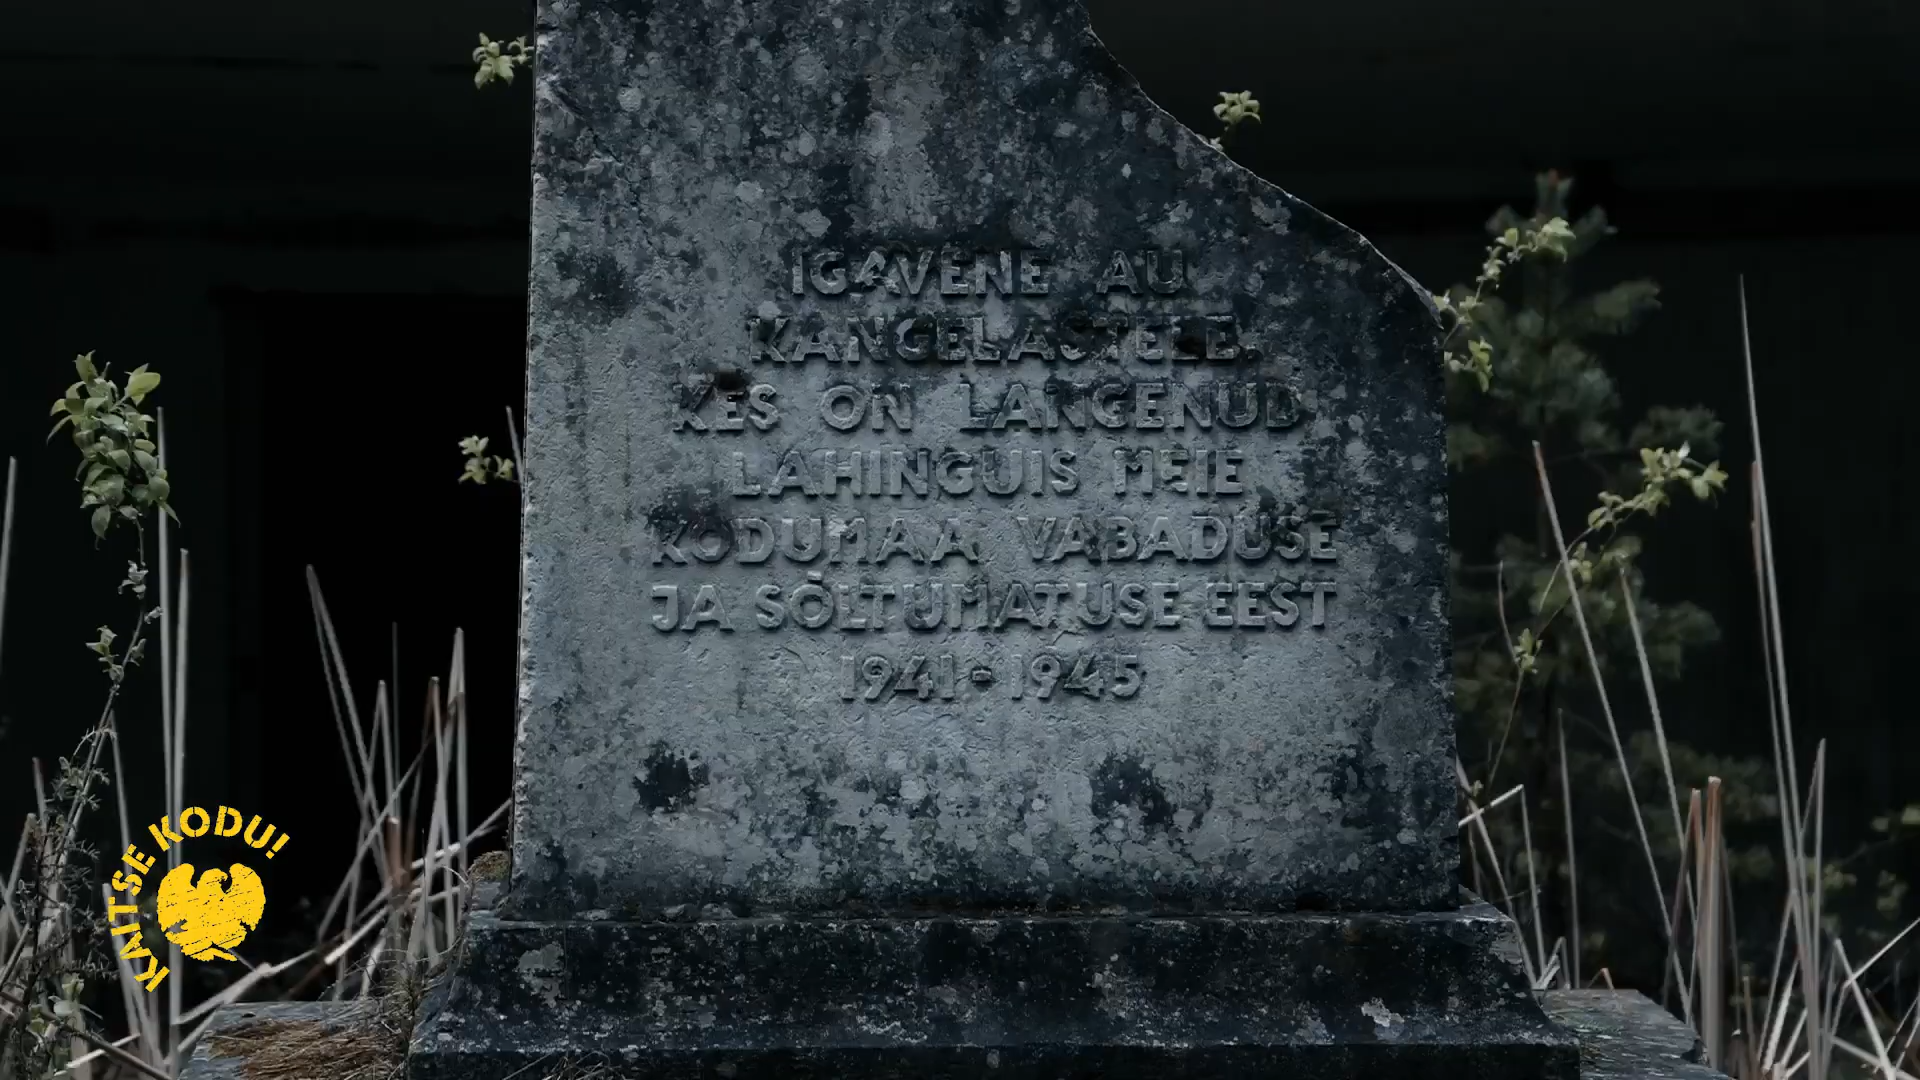 IGAVENE AU
KANGELASTELE,
KES ON LANGENUD
LAHINGUIS MEIE
KODUMAA VABADUSE
JA SÕLTUMATUSE EEST
1941-1945
KAITSE KODU!